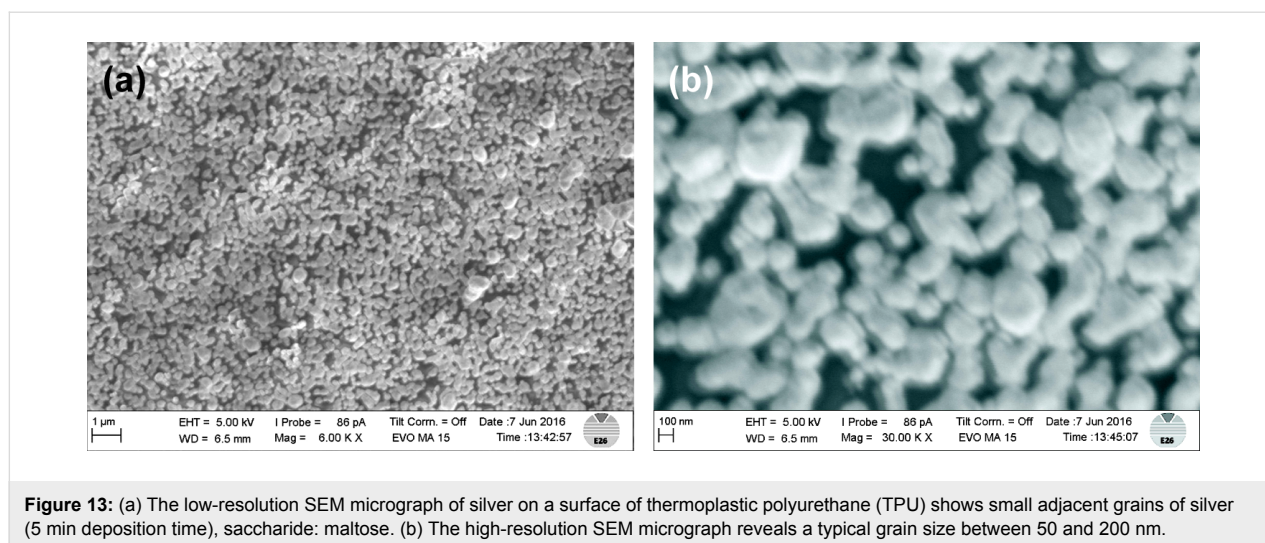 (a)
1 µm
EHT = 5.00 kV I Probe = 86 pA Tilt Corrn. = Off Date :7 Jun 2016
WD = 6.5 mm Mag = 6.00 K X EVO MA 15 Time :13:42:57
E26
(b)
100 nm
EHT = 5.00 kV I Probe = 86 pA Tilt Corrn. = Off Date :7 Jun 2016
WD = 6.5 mm Mag = 30.00 K X EVO MA 15 Time :13:45:07
E26
Figure 13: (a) The low-resolution SEM micrograph of silver on a surface of thermoplastic polyurethane (TPU) shows small adjacent grains of silver
(5 min deposition time), saccharide: maltose. (b) The high-resolution SEM micrograph reveals a typical grain size between 50 and 200 nm.